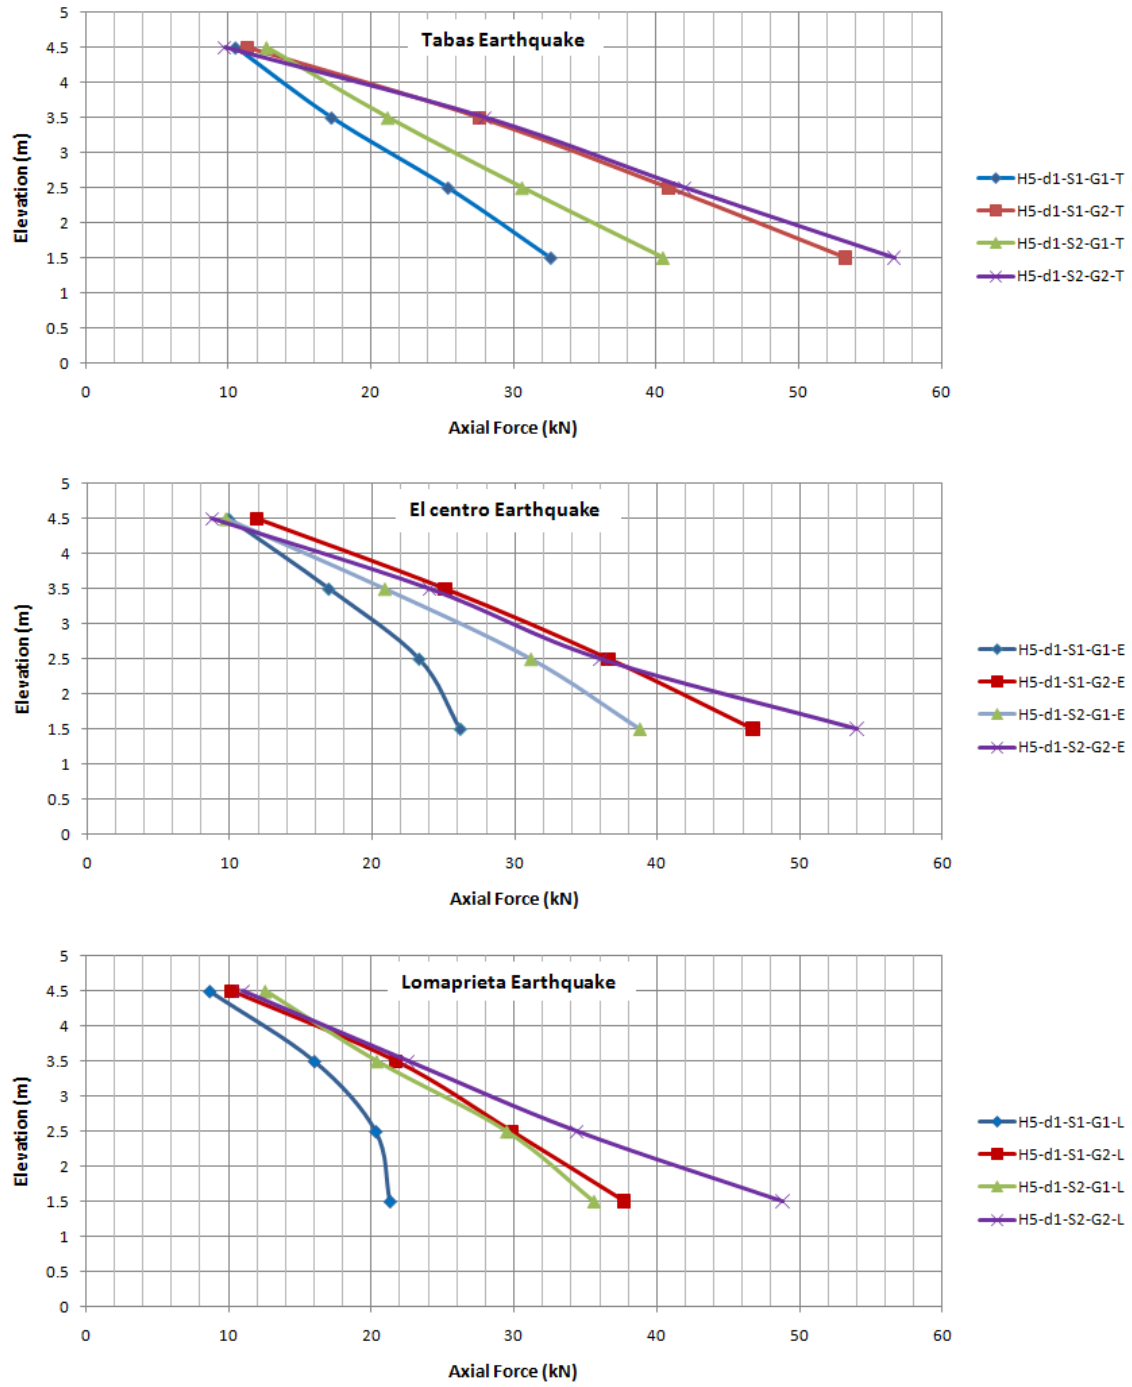 Tabas Earthquake
Elevation (m)
5
4.5
4
3.5
3
2.5
2
1.5
1
0.5
0
0 10 20 30 40 50 60
Axial Force (kN)
H5-d1-S1-G1-T
H5-d1-S1-G2-T
H5-d1-S2-G1-T
H5-d1-S2-G2-T
El centro Earthquake
Elevation (m)
5
4.5
4
3.5
3
2.5
2
1.5
1
0.5
0
0 10 20 30 40 50 60
Axial Force (kN)
H5-d1-S1-G1-E
H5-d1-S1-G2-E
H5-d1-S2-G1-E
H5-d1-S2-G2-E
Lomaprieta Earthquake
Elevation (m)
5
4.5
4
3.5
3
2.5
2
1.5
1
0.5
0
0 10 20 30 40 50 60
Axial Force (kN)
H5-d1-S1-G1-L
H5-d1-S1-G2-L
H5-d1-S2-G1-L
H5-d1-S2-G2-L